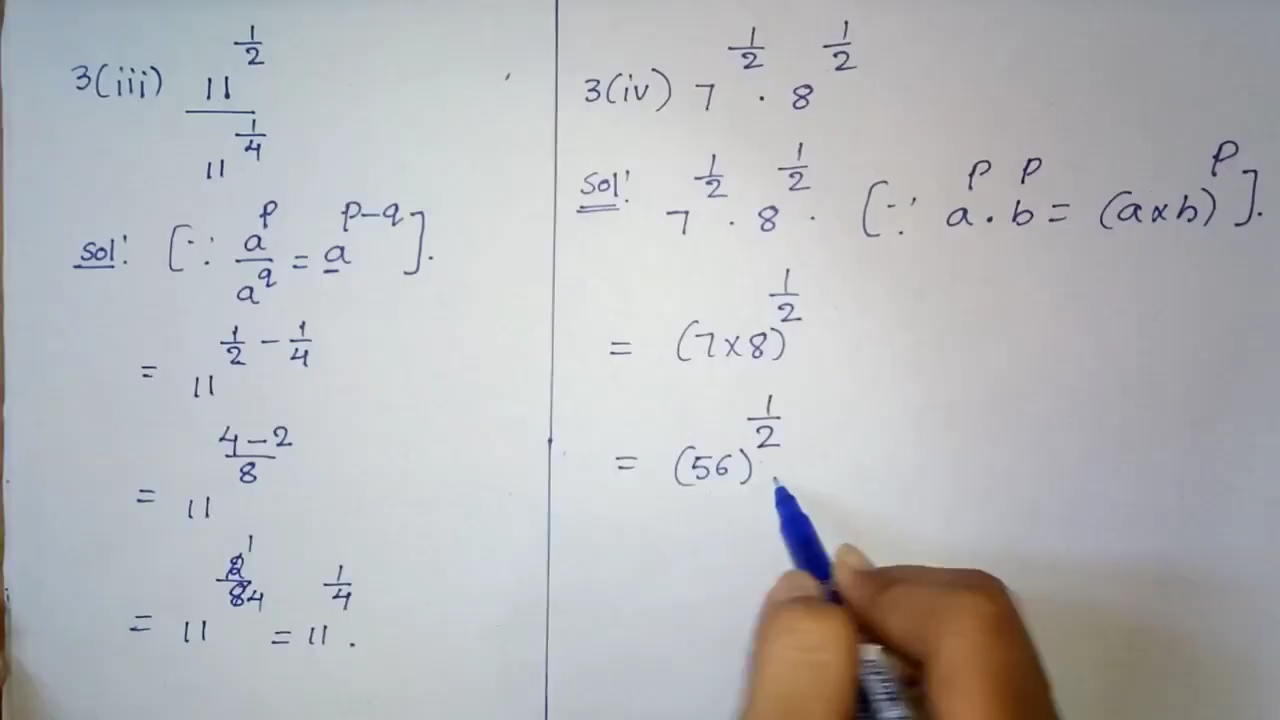 3(iii) 11^(1/2) / 11^(1/4)
Sol: [∵ a^p / a^q = a^(p-q)].
= 11^(1/2 - 1/4)
= 11^((4-2)/8)
= 11^(2/8) 1 4 = 11^(1/4).
3(iv) 7^(1/2) . 8^(1/2)
Sol: 7^(1/2) . 8^(1/2) . [∵ a^p . b^p = (a×b)^p].
= (7×8)^(1/2)
= (56)^(1/2) .